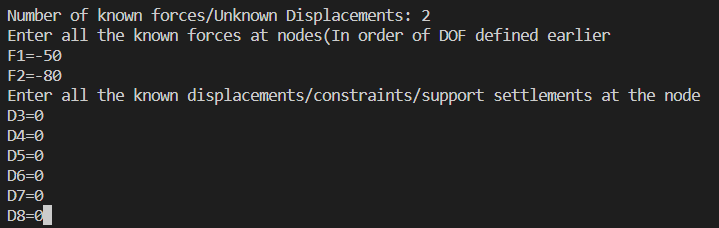 Number of known forces/Unknown Displacements: 2
Enter all the known forces at nodes(In order of DOF defined earlier
F1=-50
F2=-80
Enter all the known displacements/constraints/support settlements at the node
D3=0
D4=0
D5=0
D6=0
D7=0
D8=0